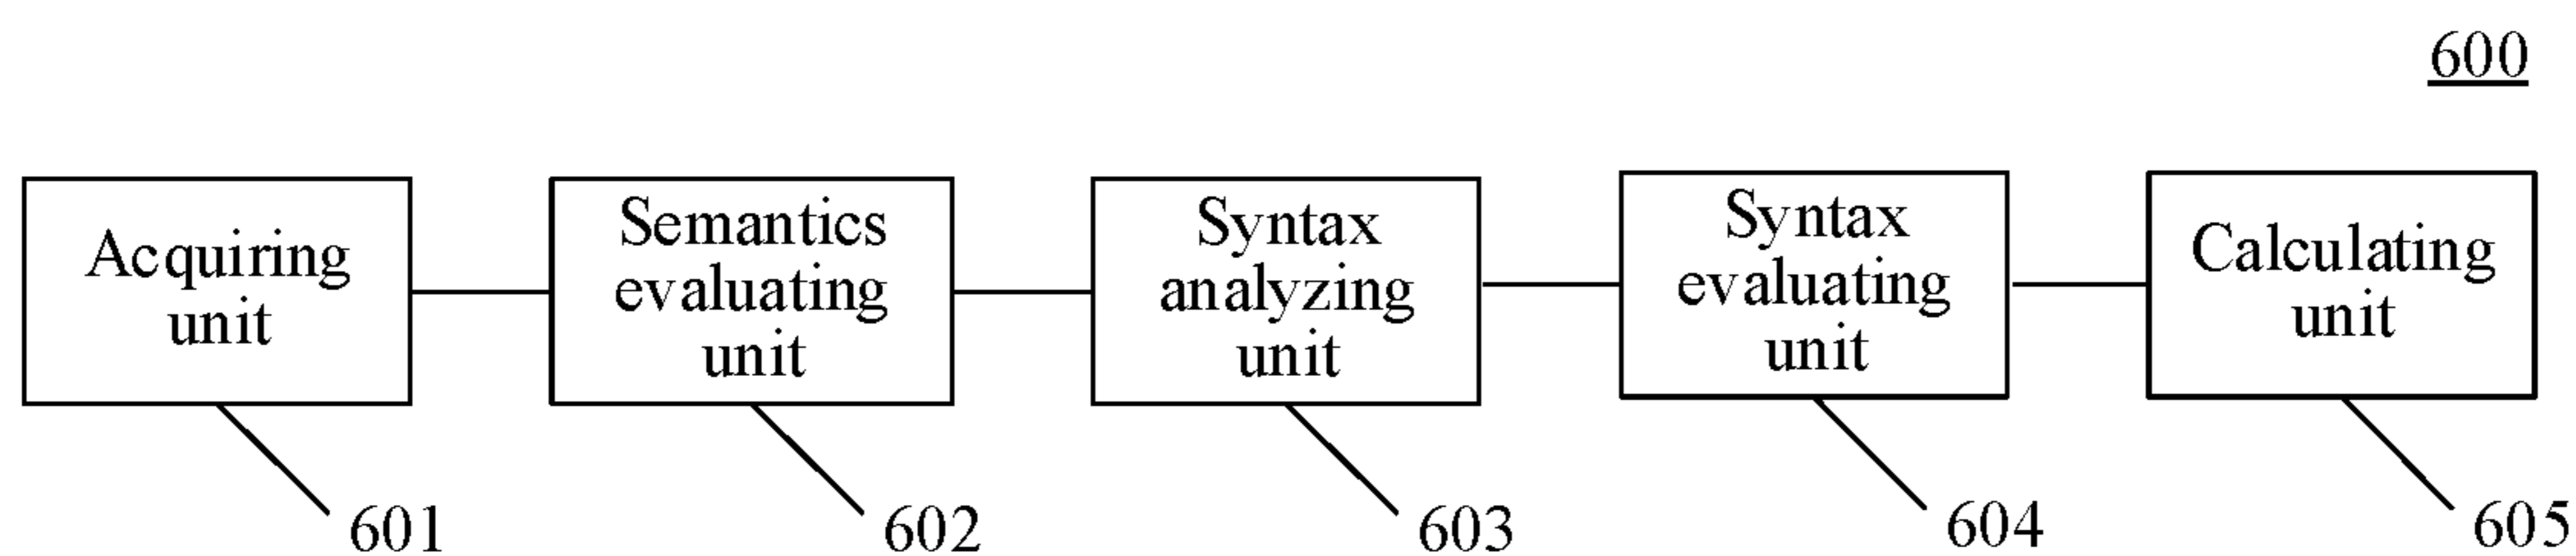 600
Acquiring
unit
Semantics
evaluating
unit
Syntax
analyzing
unit
Syntax
evaluating
unit
Calculating
unit
601
602
603
604
605